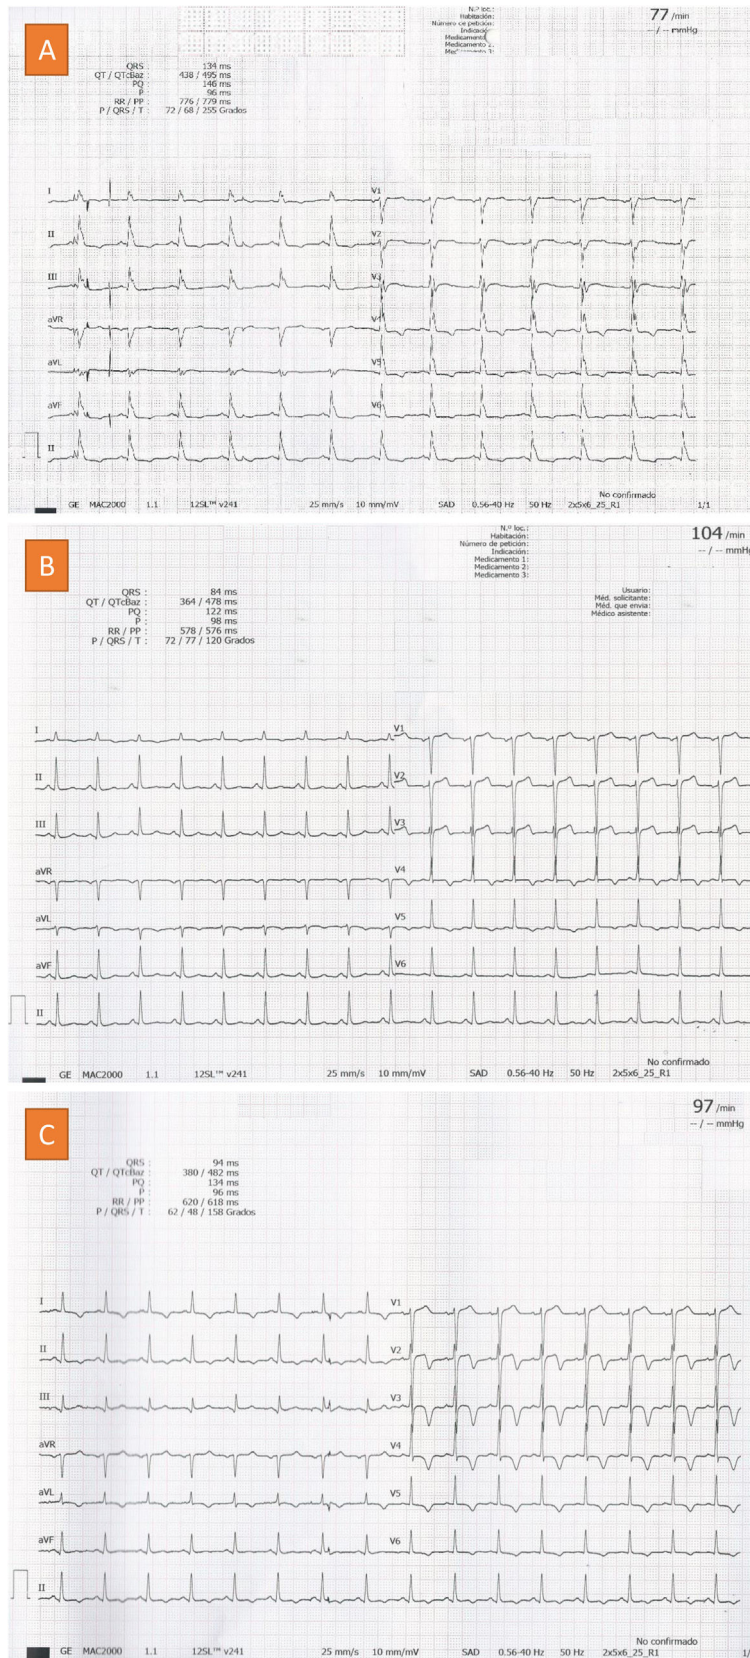 A
N.º loc.:
Habitación:
Número de petición:
Indicació
Medicament
Medicamento 2:
77 /min
-- / -- mmHg
QRS : 134 ms
QT / QTcBaz : 438 / 495 ms
PQ : 146 ms
P : 96 ms
RR / PP : 776 / 779 ms
P / QRS / T : 72 / 68 / 255 Grados
I V1
II V2
III V3
aVR V4
aVL V5
aVF V6
II
No confirmado
GE MAC2000 1.1 12SL™ v241 25 mm/s 10 mm/mV SAD 0.56-40 Hz 50 Hz 2x5x6_25_R1 1/1
B
N.º loc.:
Habitación:
Número de petición:
Indicación:
Medicamento 1:
Medicamento 2:
Medicamento 3:
104 /min
-- / -- mmHg
QRS : 84 ms
QT / QTcBaz : 364 / 478 ms
PQ : 122 ms
P : 98 ms
RR / PP : 578 / 576 ms
P / QRS / T : 72 / 77 / 120 Grados
Usuario:
Méd. solicitante:
Méd. que envia:
Médico asistente:
I V1
II V2
III V3
aVR V4
aVL V5
aVF V6
II
No confirmado
GE MAC2000 1.1 12SL™ v241 25 mm/s 10 mm/mV SAD 0.56-40 Hz 50 Hz 2x5x6_25_R1
C
97 /min
-- / -- mmHg
QRS : 94 ms
QT / QTcBaz : 380 / 482 ms
PQ : 134 ms
P : 96 ms
RR / PP : 620 / 618 ms
P / QRS / T : 62 / 48 / 158 Grados
I V1
II V2
III V3
aVR V4
aVL V5
aVF V6
II
No confirmado
GE MAC2000 1.1 12SL™ v241 25 mm/s 10 mm/mV SAD 0.56-40 Hz 50 Hz 2x5x6_25_R1